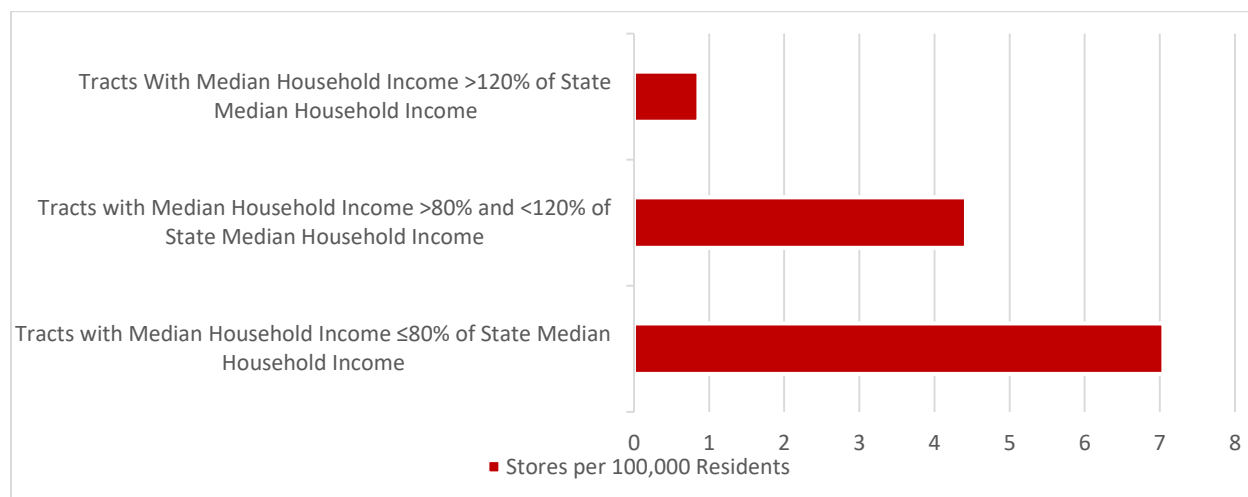 Tracts With Median Household Income >120% of State
Median Household Income
Tracts with Median Household Income >80% and <120% of
State Median Household Income
Tracts with Median Household Income ≤80% of State Median
Household Income
0 1 2 3 4 5 6 7 8
Stores per 100,000 Residents